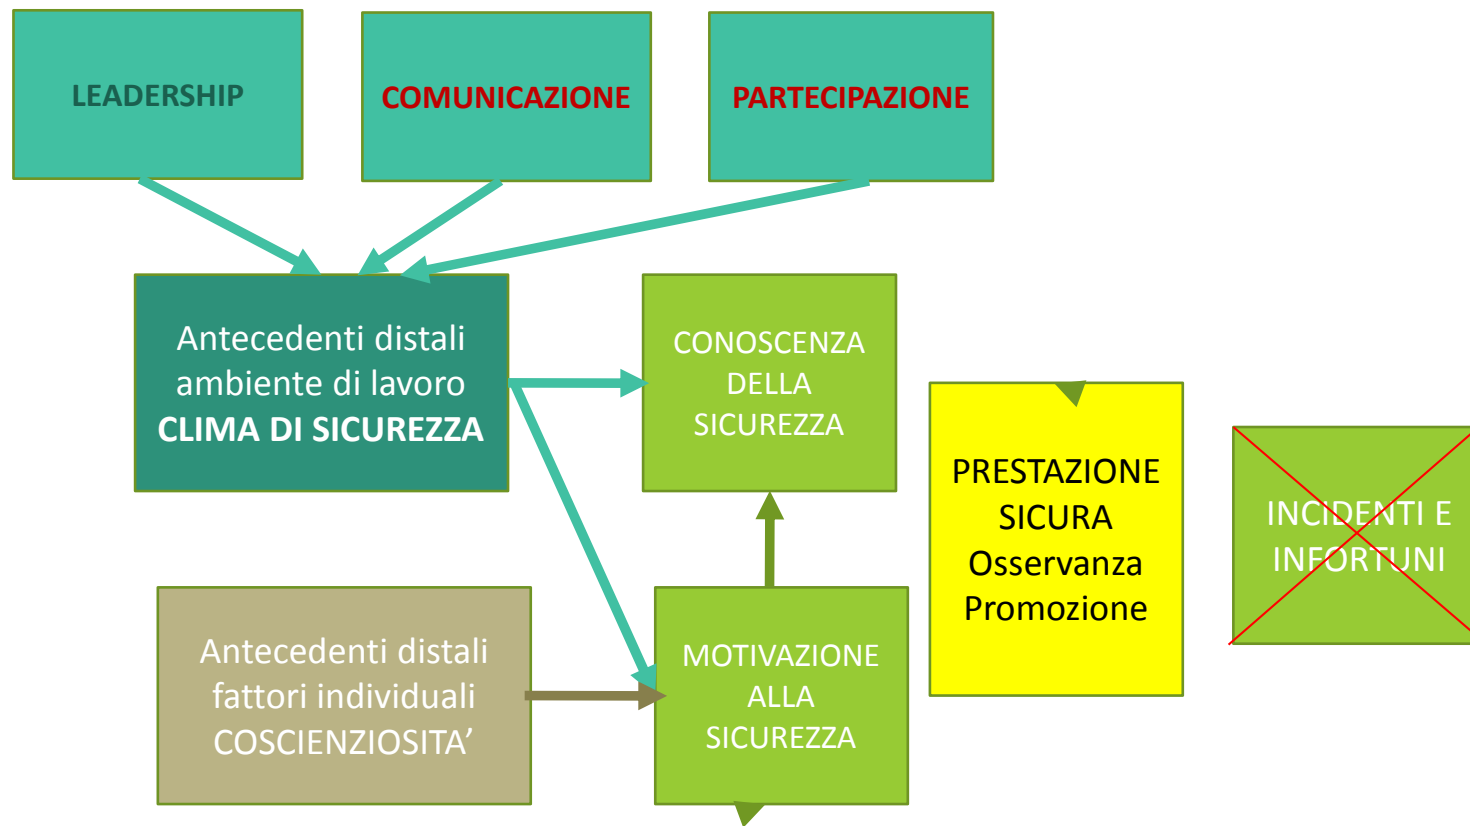 LEADERSHIP
COMUNICAZIONE
PARTECIPAZIONE
Antecedenti distali
ambiente di lavoro
CLIMA DI SICUREZZA
CONOSCENZA
DELLA
SICUREZZA
PRESTAZIONE
SICURA
Osservanza
Promozione
INCIDENTI E
INFORTUNI
Antecedenti distali
fattori individuali
COSCIENZIOSITA’
MOTIVAZIONE
ALLA
SICUREZZA